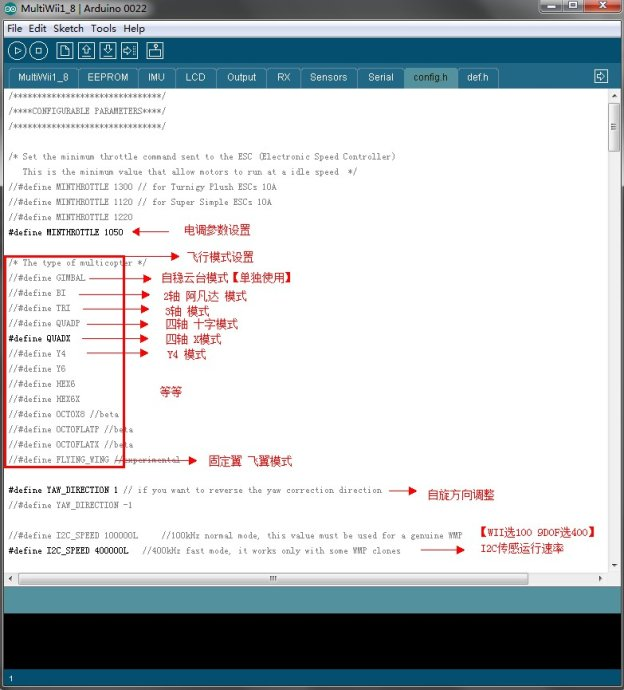 MultiWii1_8 | Arduino 0022
File Edit Sketch Tools Help
MultiWii1_8 EEPROM IMU LCD Output RX Sensors Serial config.h def.h
/*******************************/
/****CONFIGURABLE PARAMETERS****/
/*******************************/
/* Set the minimum throttle command sent to the ESC (Electronic Speed Controller)
This is the minimum value that allow motors to run at a idle speed */
//#define MINTHROTTLE 1300 // for Turnigy Plush ESCs 10A
//#define MINTHROTTLE 1120 // for Super Simple ESCs 10A
//#define MINTHROTTLE 1220
#define MINTHROTTLE 1050 电调参数设置
/* The type of multicopter */ 飞行模式设置
//#define GIMBAL 自稳云台模式【单独使用】
//#define BI 2轴 阿凡达 模式
//#define TRI 3轴 模式
//#define QUADP 四轴 十字模式
#define QUADX 四轴 X模式
//#define Y4 Y4 模式
//#define Y6
//#define HEX6 等等
//#define HEX6X
//#define OCTOX8 //beta
//#define OCTOFLATP //beta
//#define OCTOFLATX //beta
//#define FLYING_WING //experimental 固定翼 飞翼模式
#define YAW_DIRECTION 1 // if you want to reverse the yaw correction direction 自旋方向调整
//#define YAW_DIRECTION -1
//#define I2C_SPEED 100000L //100kHz normal mode, this value must be used for a genuine WMP 【WII选100 9DOF选400】
#define I2C_SPEED 400000L //400kHz fast mode, it works only with some WMP clones I2C传感运行速率
1